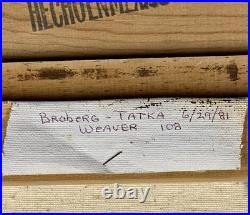 HECHO EN MEXICO
BROBERG - TATKA 6/29/81
WEAVER 108